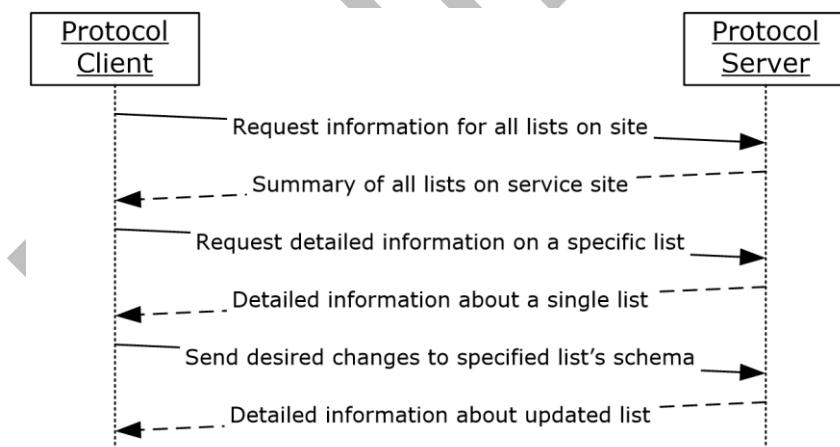 Protocol
Client
Protocol
Server
Request information for all lists on site
Summary of all lists on service site
Request detailed information on a specific list
Detailed information about a single list
Send desired changes to specified list's schema
Detailed information about updated list